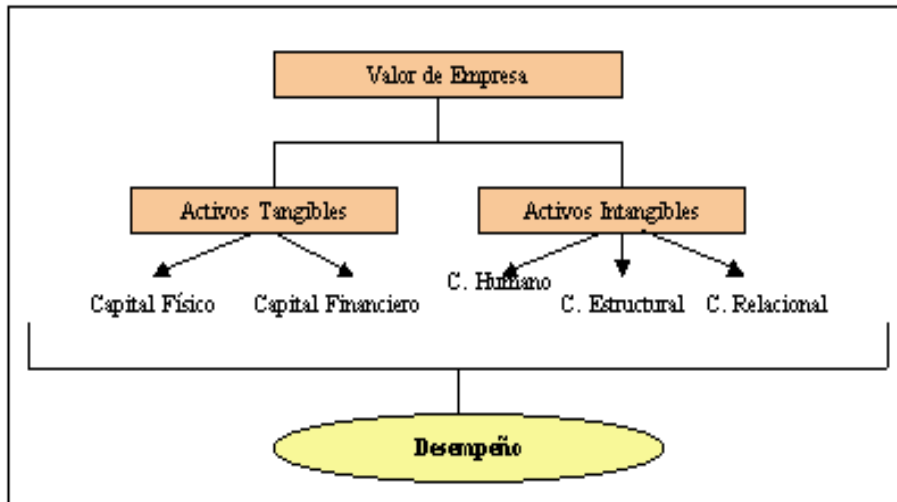 Valor de Empresa
Activos Tangibles
Activos Intangibles
Capital Físico
Capital Financiero
C. Humano
C. Estructural
C. Relacional
Desempeño